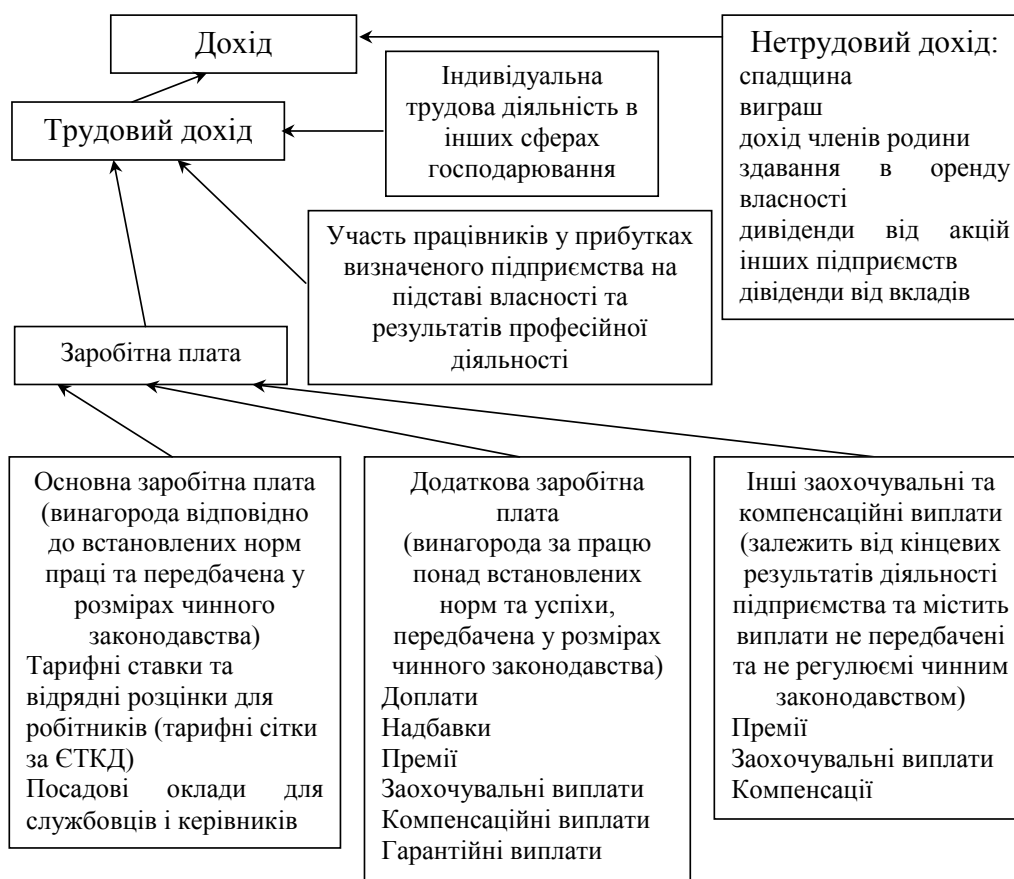 Дохід
Нетрудовий дохід:
спадщина
виграш
дохід членів родини
здавання в оренду
власності
дивіденди від акцій
інших підприємств
дівіденди від вкладів
Індивідуальна
трудова діяльність в
інших сферах
господарювання
Трудовий дохід
Участь працівників у прибутках
визначеного підприємства на
підставі власності та
результатів професійної
діяльності
Заробітна плата
Основна заробітна плата
(винагорода відповідно
до встановлених норм
праці та передбачена у
розмірах чинного
законодавства)
Тарифні ставки та
відрядні розцінки для
робітників (тарифні сітки
за ЄТКД)
Посадові оклади для
службовців і керівників
Додаткова заробітна
плата
(винагорода за працю
понад встановлених
норм та успіхи,
передбачена у розмірах
чинного законодавства)
Доплати
Надбавки
Премії
Заохочувальні виплати
Компенсаційні виплати
Гарантійні виплати
Інші заохочувальні та
компенсаційні виплати
(залежить від кінцевих
результатів діяльності
підприємства та містить
виплати не передбачені
та не регулюємі чинним
законодавством)
Премії
Заохочувальні виплати
Компенсації